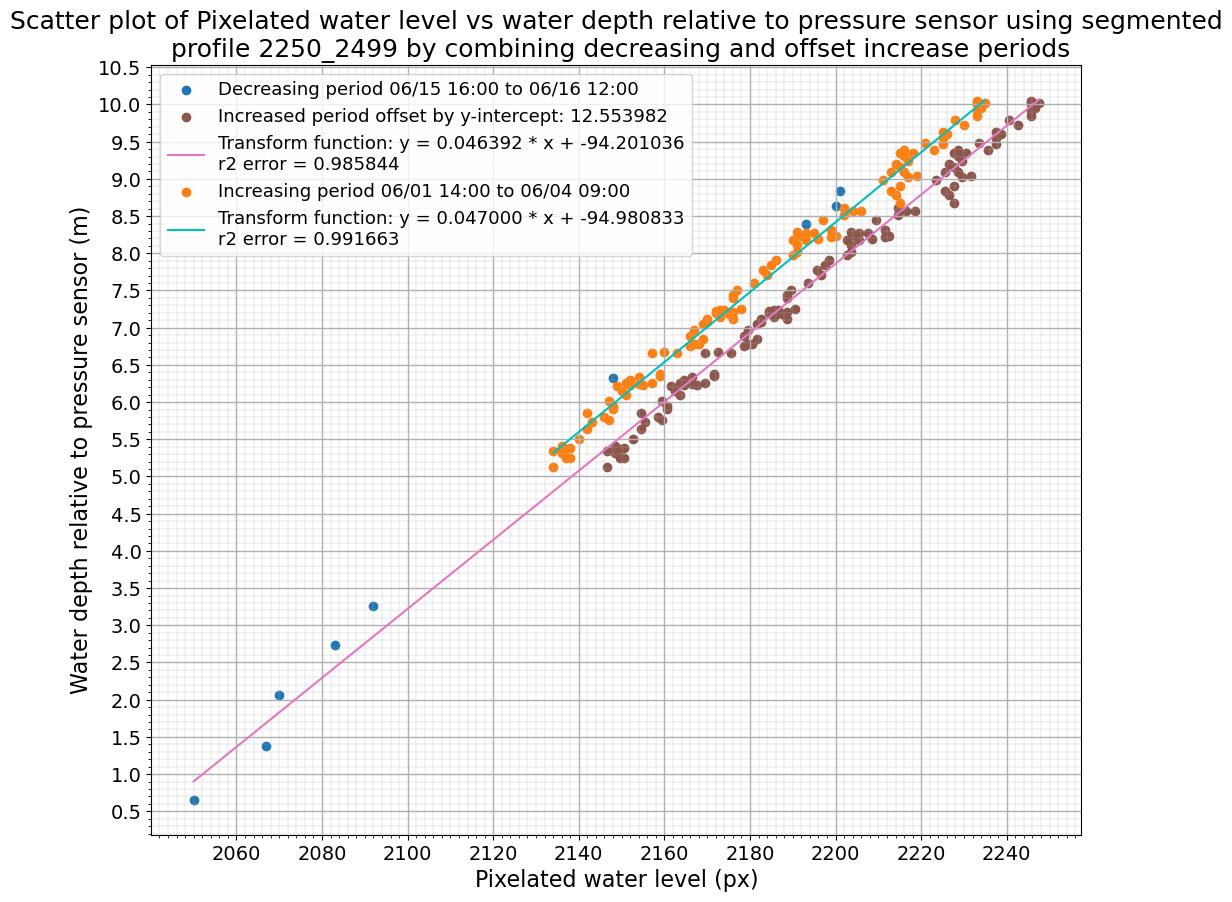 Scatter plot of Pixelated water level vs water depth relative to pressure sensor using segmented
profile 2250_2499 by combining decreasing and offset increase periods
Decreasing period 06/15 16:00 to 06/16 12:00
Increased period offset by y-intercept: 12.553982
Transform function: y = 0.046392 * x + -94.201036
r2 error = 0.985844
Increasing period 06/01 14:00 to 06/04 09:00
Transform function: y = 0.047000 * x + -94.980833
r2 error = 0.991663
Water depth relative to pressure sensor (m)
10.5
10.0
9.5
9.0
8.5
8.0
7.5
7.0
6.5
6.0
5.5
5.0
4.5
4.0
3.5
3.0
2.5
2.0
1.5
1.0
0.5
2060 2080 2100 2120 2140 2160 2180 2200 2220 2240
Pixelated water level (px)